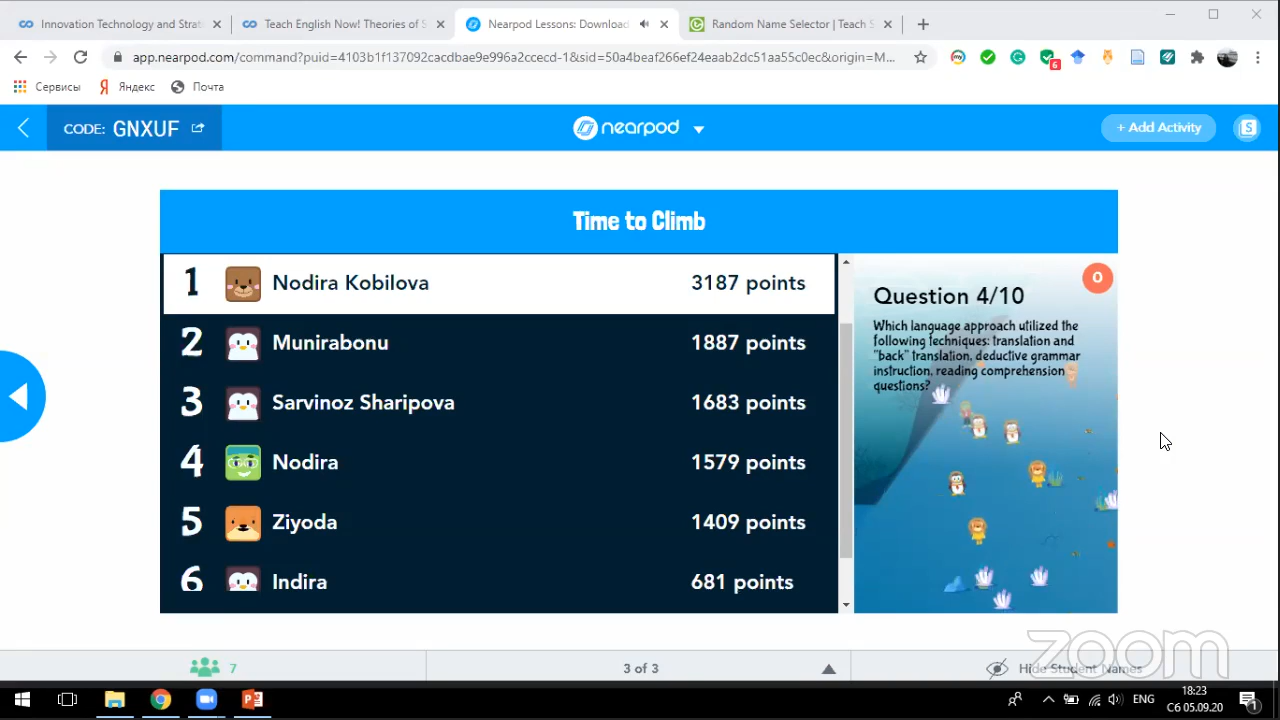 Innovation Technology and Strat
Teach English Now! Theories of S
Nearpod Lessons: Download
Random Name Selector | Teach S
app.nearpod.com/command?puid=4103b1f137092cacdbae9e996a2ccecd-1&sid=50a4beaf266ef24eaab2dc51aa55c0ec&origin=M...
6
Сервисы
Яндекс
Почта
CODE: GNXUF
nearpod
+ Add Activity
S
Time to Climb
1 Nodira Kobilova 3187 points
2 Munirabonu 1887 points
3 Sarvinoz Sharipova 1683 points
4 Nodira 1579 points
5 Ziyoda 1409 points
6 Indira 681 points
0
Question 4/10
Which language approach utilized the
following techniques: translation and
"back" translation, deductive grammar
instruction, reading comprehension
questions?
7
3 of 3
Hide Student Names
zoom
ENG
18:23
Сб 05.09.20
1